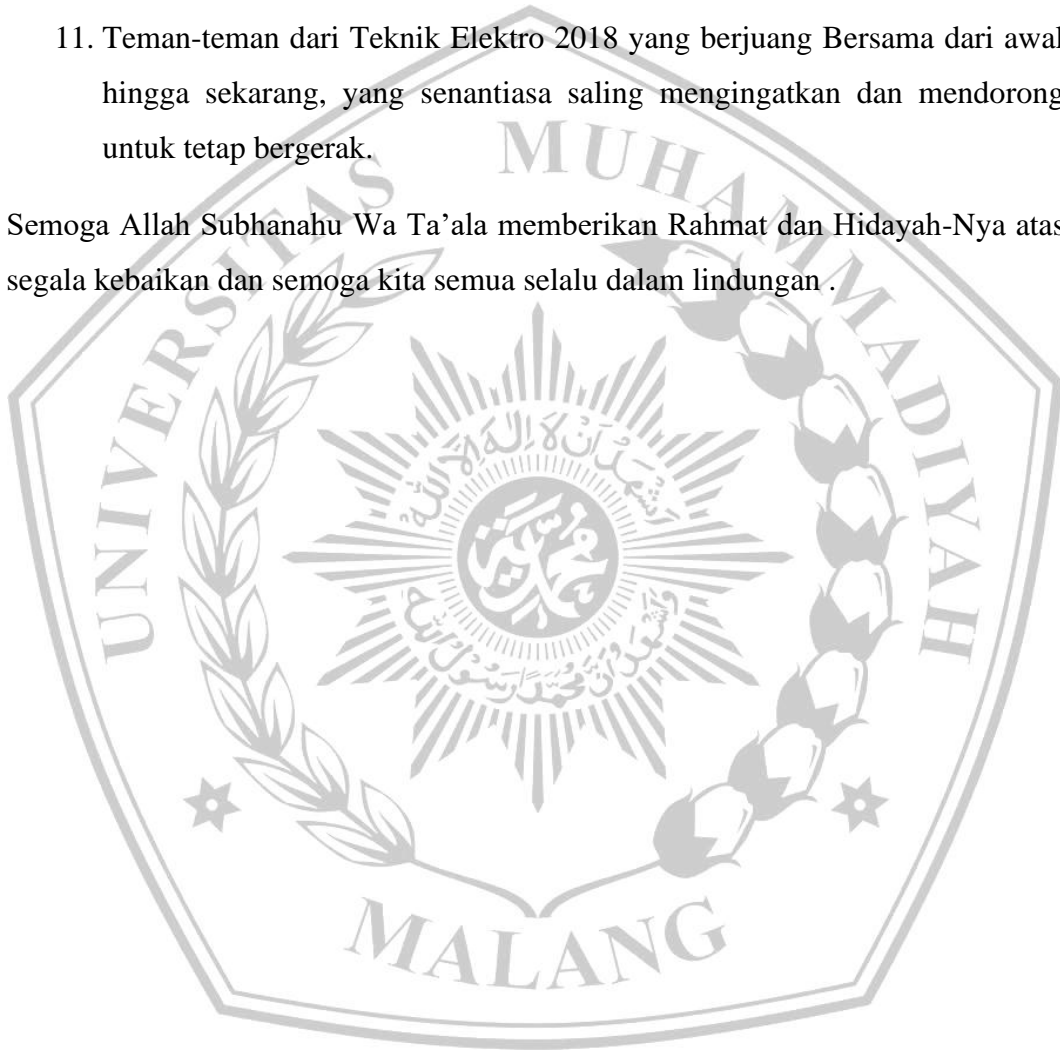 11. Teman-teman dari Teknik Elektro 2018 yang berjuang Bersama dari awal
hingga sekarang, yang senantiasa saling mengingatkan dan mendorong
untuk tetap bergerak.
Semoga Allah Subhanahu Wa Ta’ala memberikan Rahmat dan Hidayah-Nya atas
segala kebaikan dan semoga kita semua selalu dalam lindungan .
UNIVERSITAS MUHAMMADIYAH
MALANG